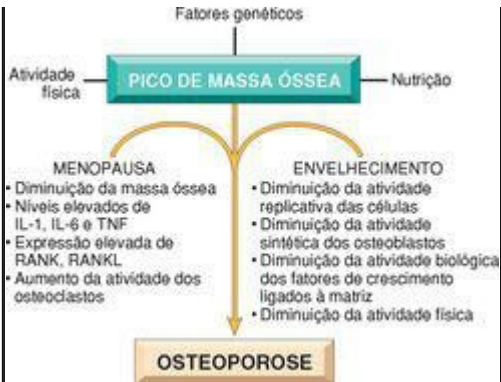 Fatores genéticos
Atividade física
PICO DE MASSA ÓSSEA
Nutrição
MENOPAUSA
• Diminuição da massa óssea
• Níveis elevados de
IL-1, IL-6 e TNF
• Expressão elevada de
RANK, RANKL
• Aumento da atividade dos
osteoclastos
ENVELHECIMENTO
• Diminuição da atividade
replicativa das células
• Diminuição da atividade
sintética dos osteoblastos
• Diminuição da atividade biológica
dos fatores de crescimento
ligados à matriz
• Diminuição da atividade física
OSTEOPOROSE